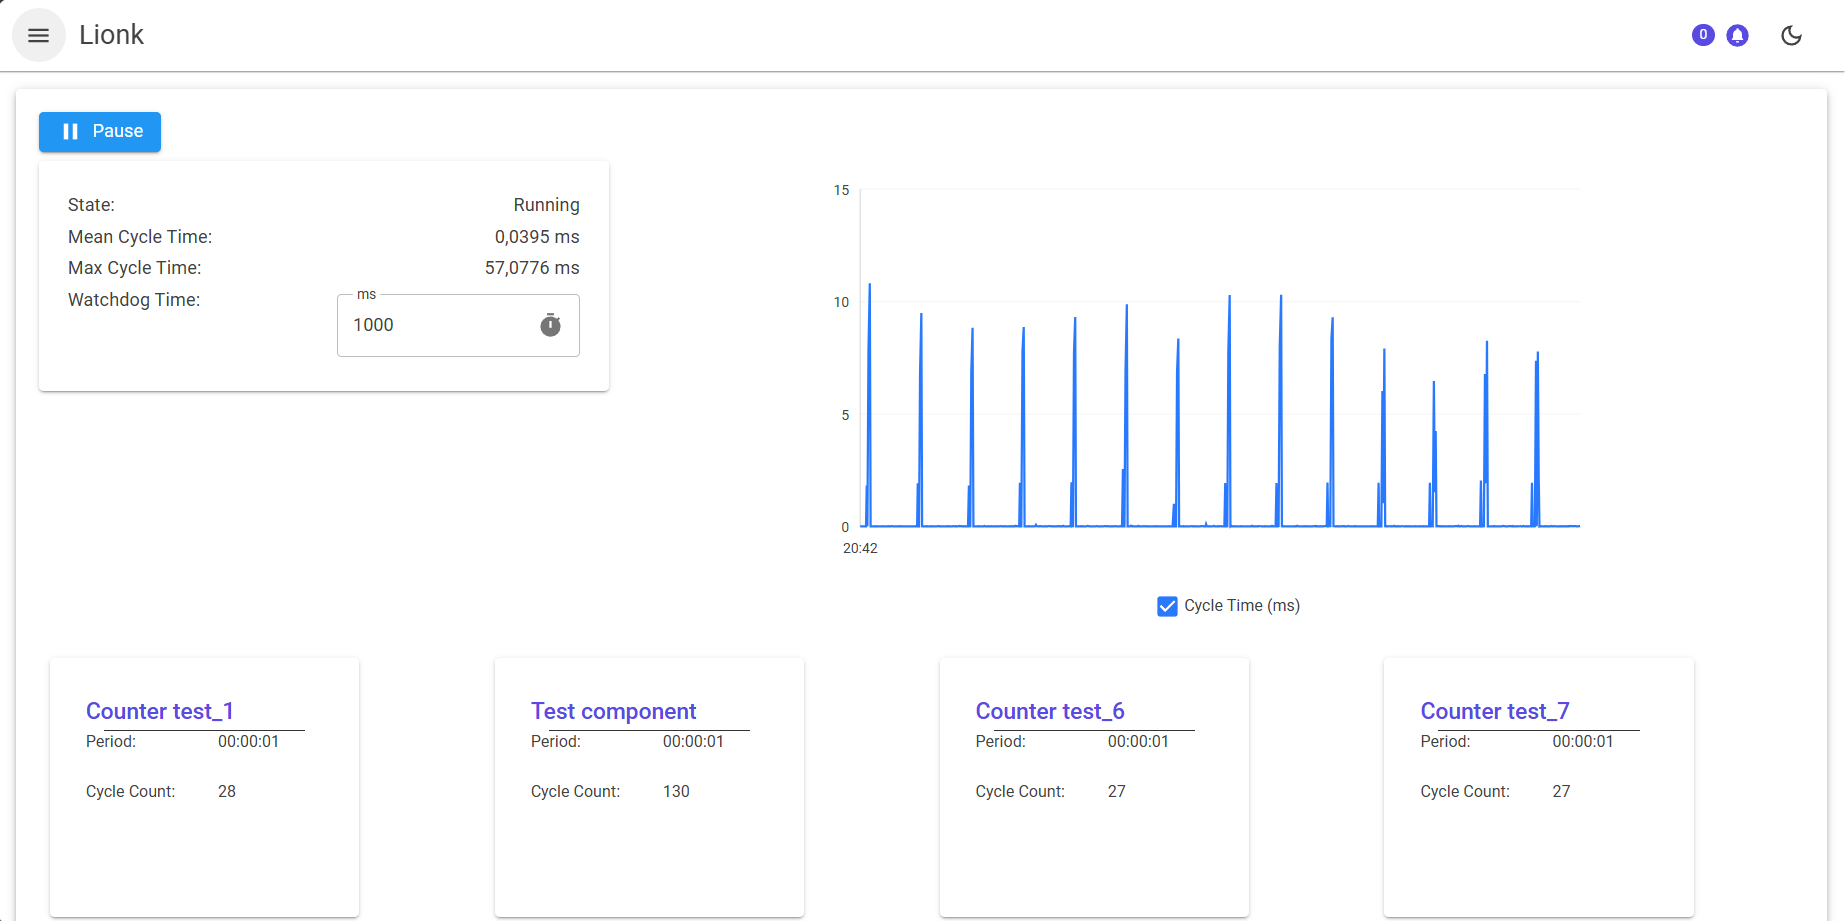 Lionk
0
Pause
State: Running
Mean Cycle Time: 0,0395 ms
Max Cycle Time: 57,0776 ms
Watchdog Time:
ms
1000
15
10
5
0
20:42
Cycle Time (ms)
Counter test_1
Period: 00:00:01
Cycle Count: 28
Test component
Period: 00:00:01
Cycle Count: 130
Counter test_6
Period: 00:00:01
Cycle Count: 27
Counter test_7
Period: 00:00:01
Cycle Count: 27